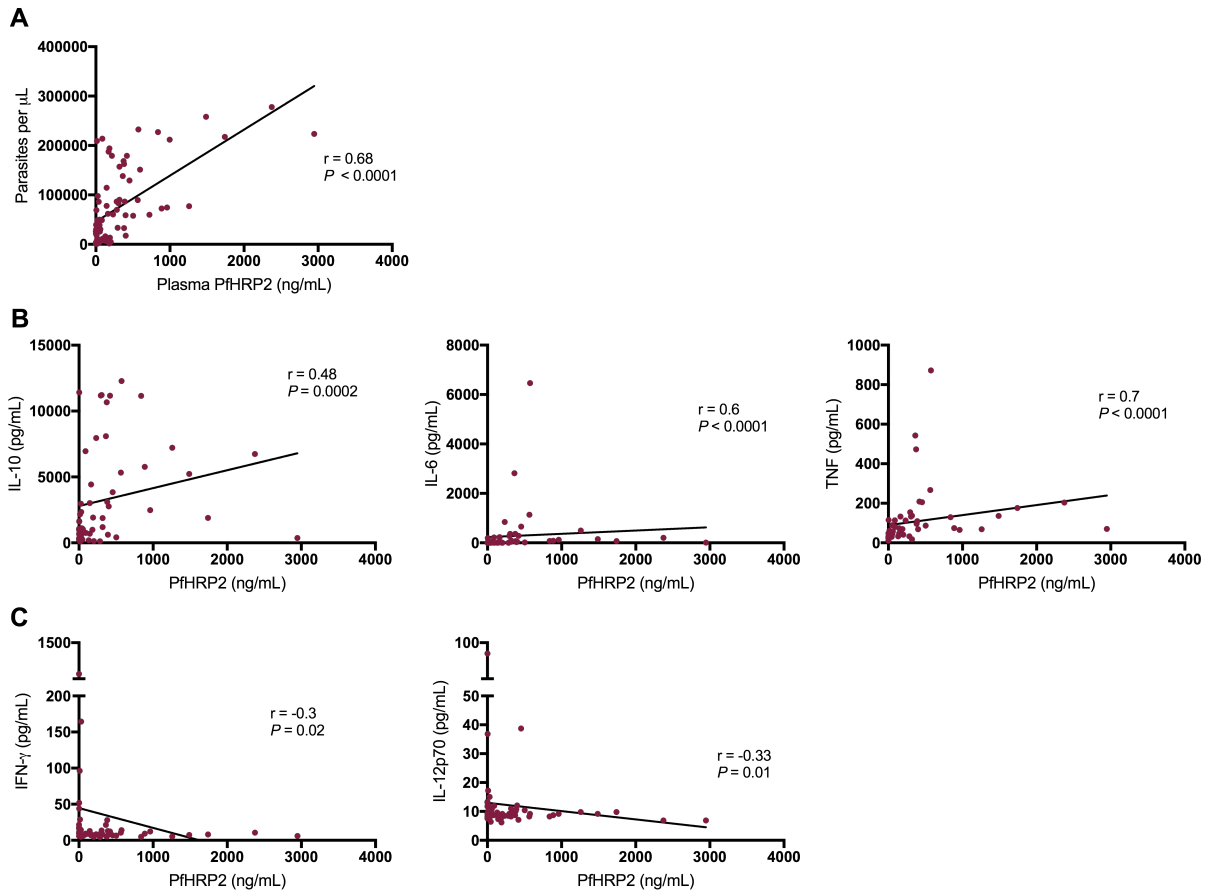 A
400000
300000
200000
100000
0
Parasites per μL
r = 0.68
P < 0.0001
0 1000 2000 3000 4000
Plasma PfHRP2 (ng/mL)
B
15000
10000
5000
0
IL-10 (pg/mL)
r = 0.48
P = 0.0002
0 1000 2000 3000 4000
PfHRP2 (ng/mL)
8000
6000
4000
2000
0
IL-6 (pg/mL)
r = 0.6
P < 0.0001
0 1000 2000 3000 4000
PfHRP2 (ng/mL)
1000
800
600
400
200
0
TNF (pg/mL)
r = 0.7
P < 0.0001
0 1000 2000 3000 4000
PfHRP2 (ng/mL)
C
1500
200
150
100
50
0
IFN-γ (pg/mL)
r = -0.3
P = 0.02
0 1000 2000 3000 4000
PfHRP2 (ng/mL)
100
50
40
30
20
10
0
IL-12p70 (pg/mL)
r = -0.33
P = 0.01
0 1000 2000 3000 4000
PfHRP2 (ng/mL)